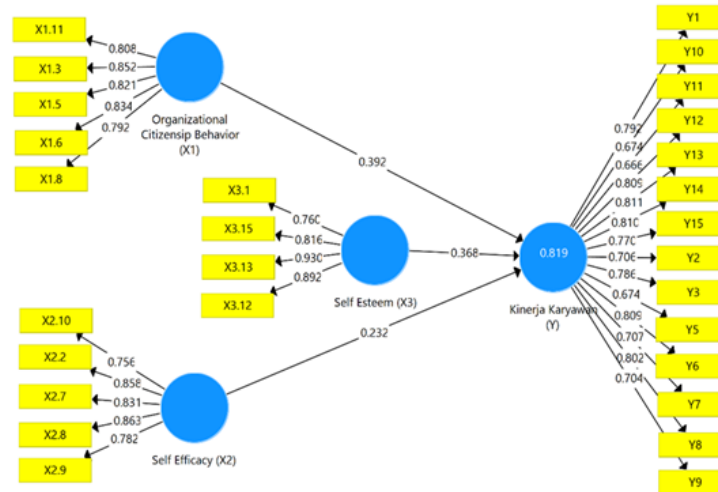 X1.11
X1.3
X1.5
X1.6
X1.8
0.808
0.852
0.821
0.834
0.792
Organizational
Citizensip Behavior
(X1)
0.392
X3.1
X3.15
X3.13
X3.12
0.760
0.816
0.930
0.892
Self Esteem (X3)
0.368
X2.10
X2.2
X2.7
X2.8
X2.9
0.756
0.858
0.831
0.863
0.782
Self Efficacy (X2)
0.232
0.819
Kinerja Karyawan
(Y)
0.792
0.674
0.666
0.809
0.811
0.810
0.770
0.706
0.786
0.674
0.809
0.707
0.802
0.704
Y1
Y10
Y11
Y12
Y13
Y14
Y15
Y2
Y3
Y5
Y6
Y7
Y8
Y9